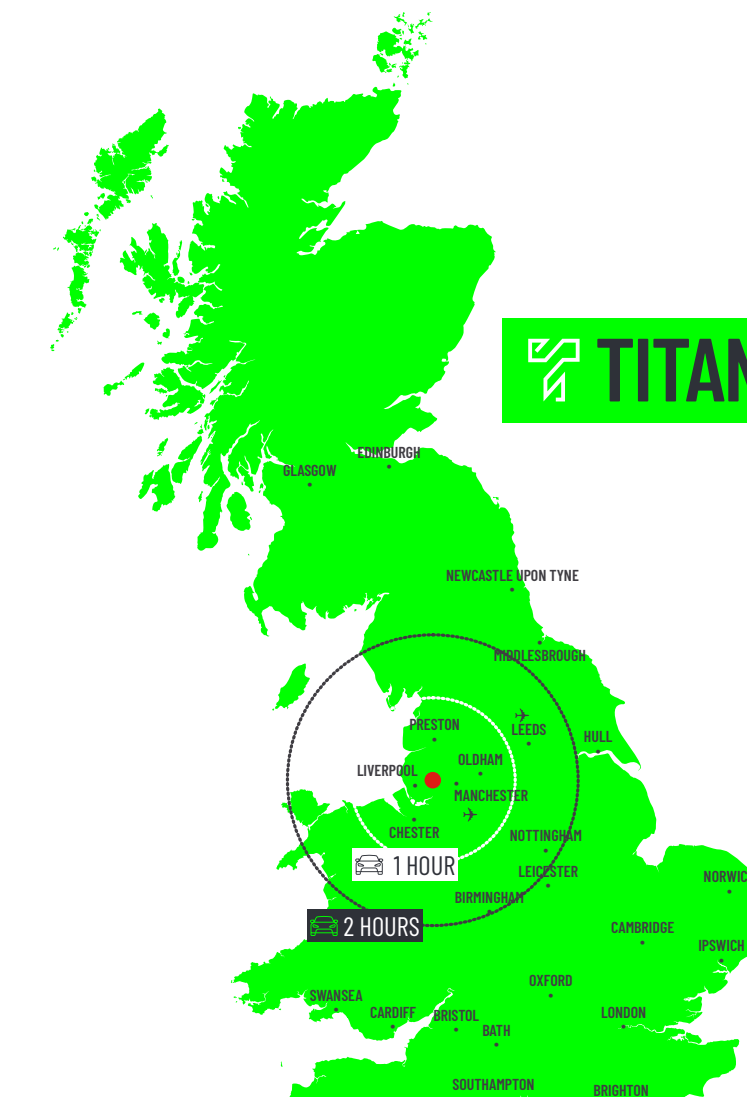 TITAN
EDINBURGH
GLASGOW
NEWCASTLE UPON TYNE
MIDDLESBROUGH
PRESTON
LEEDS
HULL
OLDHAM
LIVERPOOL
MANCHESTER
CHESTER
NOTTINGHAM
1 HOUR
LEICESTER
NORWIC
BIRMINGHAM
2 HOURS
CAMBRIDGE
IPSWICH
OXFORD
SWANSEA
CARDIFF
BRISTOL
LONDON
BATH
SOUTHAMPTON
BRIGHTON